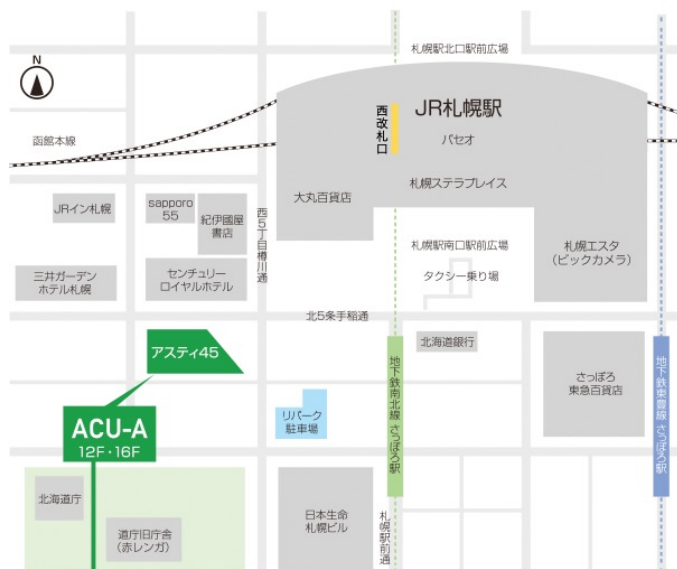 札幌駅北口駅前広場
N
JR札幌駅
西改札口
函館本線
パセオ
札幌ステラプレイス
大丸百貨店
JRイン札幌
sapporo
55
紀伊國屋
書店
西5丁目樽川通
札幌駅南口駅前広場
札幌エスタ
（ビックカメラ）
三井ガーデン
ホテル札幌
センチュリー
ロイヤルホテル
タクシー乗り場
北5条手稲通
アスティ45
北海道銀行
地下鉄南北線 さっぽろ駅
さっぽろ
東急百貨店
地下鉄東豊線 さっぽろ駅
ACU-A
12F・16F
リパーク
駐車場
北海道庁
道庁旧庁舎
（赤レンガ）
日本生命
札幌ビル
札幌駅前通